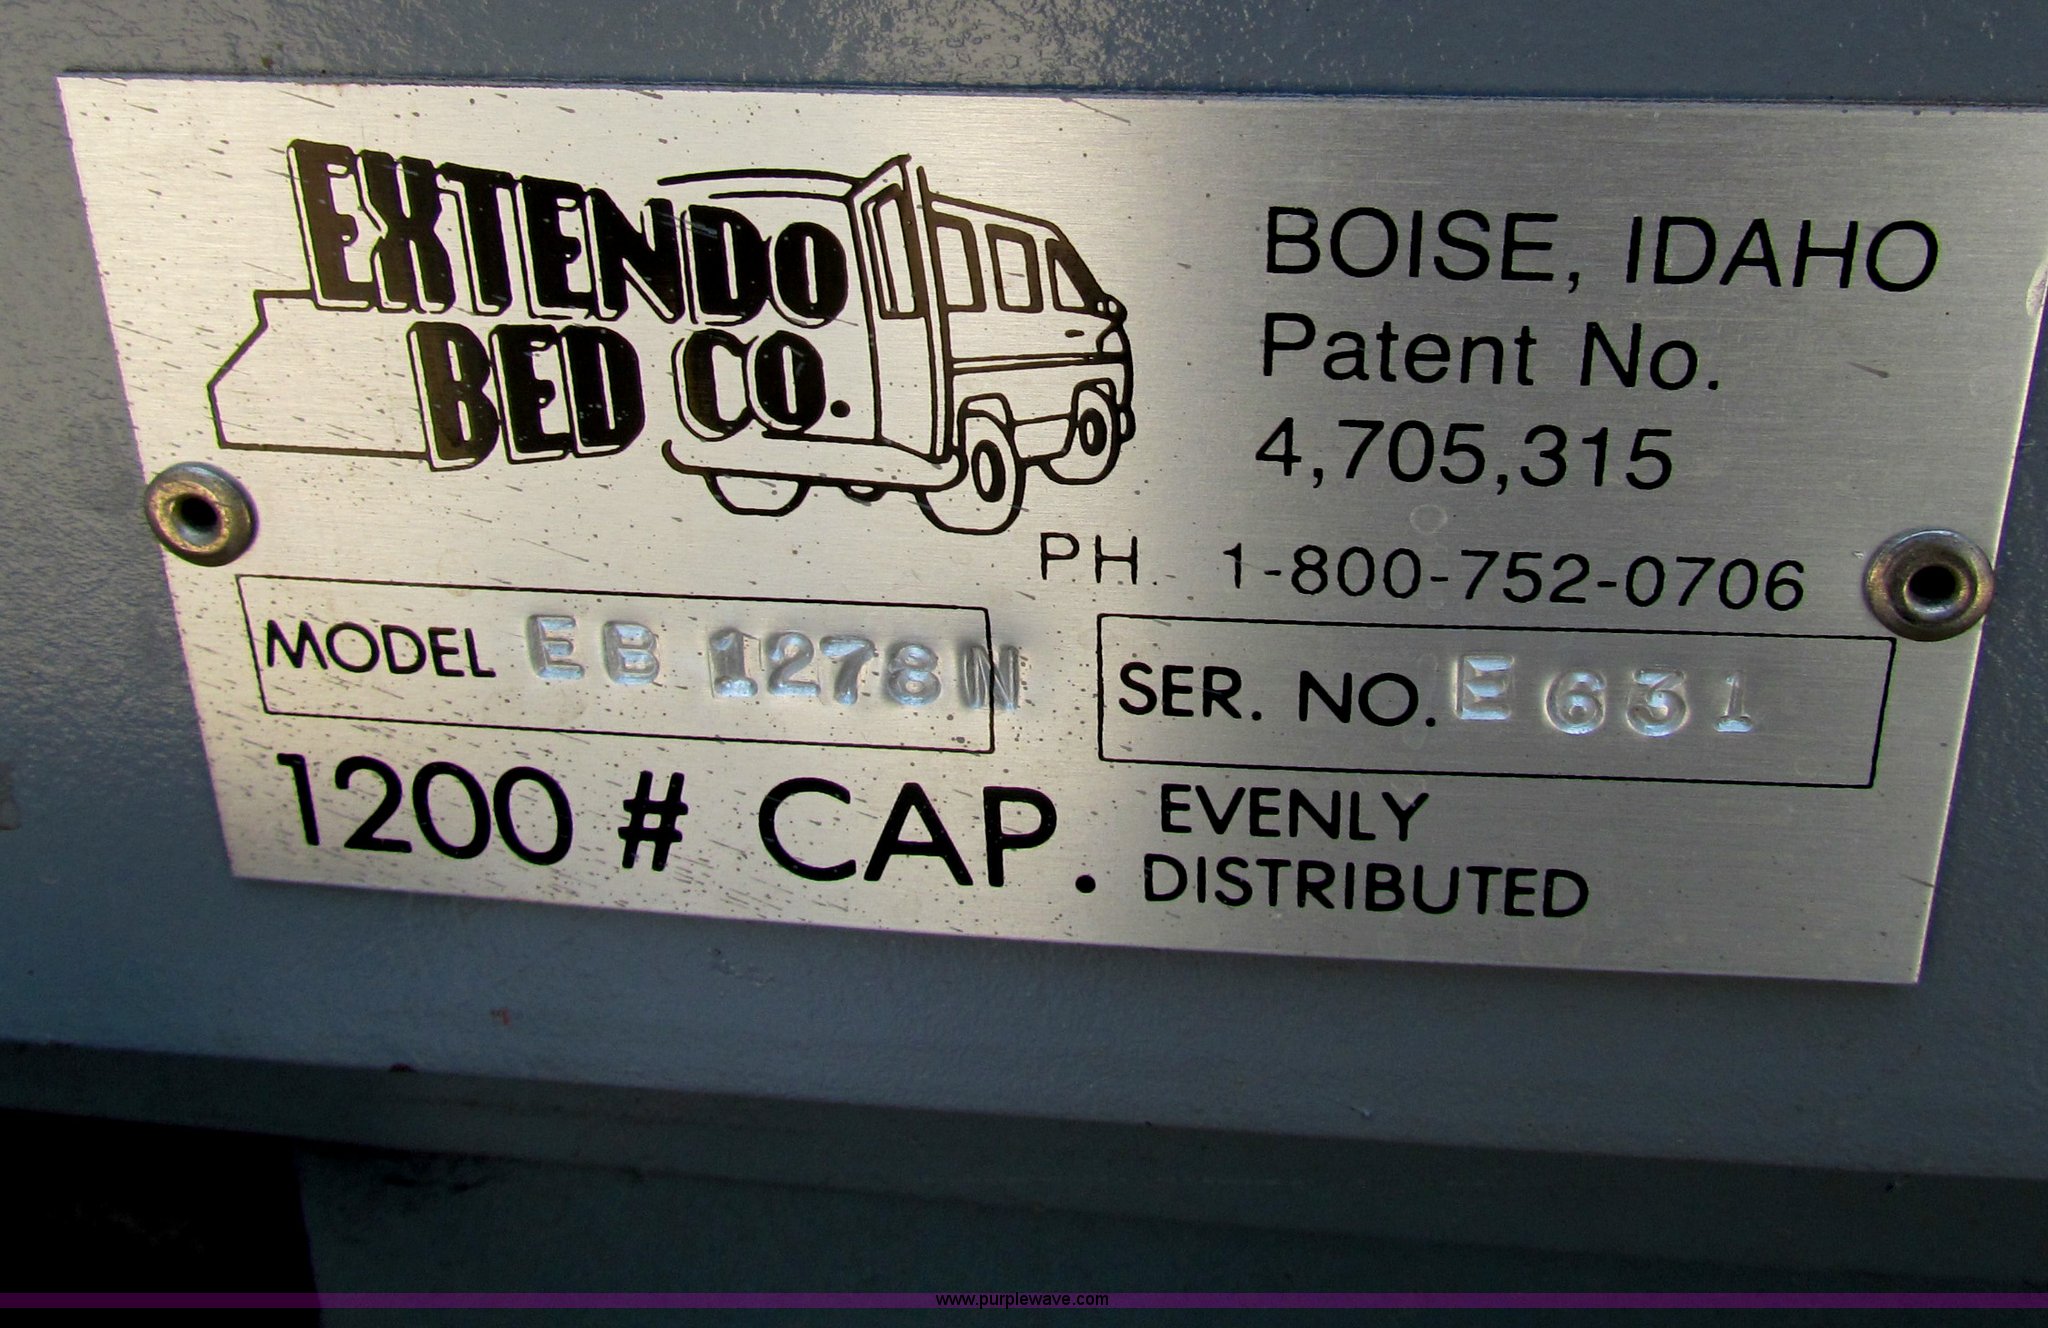 EXTENDO
BED CO.
BOISE, IDAHO
Patent No.
4,705,315
PH. 1-800-752-0706
MODEL EB 1278N
SER. NO. E631
1200 # CAP. EVENLY
DISTRIBUTED
www.purplewave.com